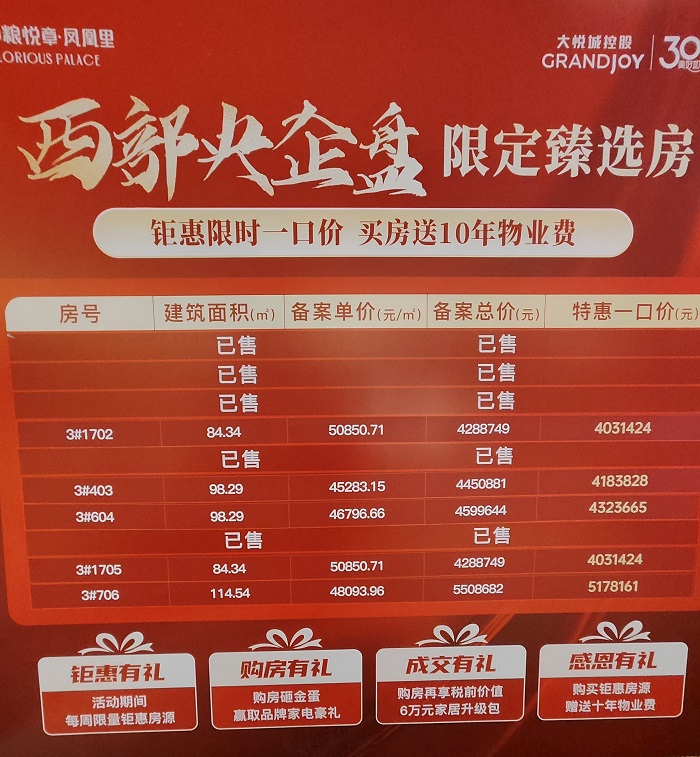 粮悦章·凤凰里
LORIOUS PALACE
大悦城控股
GRANDJOY
30
西部央企盘 限定臻选房
钜惠限时一口价 买房送10年物业费
房号 建筑面积(㎡) 备案单价(元/㎡) 备案总价(元) 特惠一口价(元)
已售 已售
已售 已售
已售 已售
3#1702 84.34 50850.71 4288749 4031424
已售 已售
3#403 98.29 45283.15 4450881 4183828
3#604 98.29 46796.66 4599644 4323665
已售 已售
3#1705 84.34 50850.71 4288749 4031424
3#706 114.54 48093.96 5508682 5178161
钜惠有礼
活动期间
每周限量钜惠房源
购房有礼
购房砸金蛋
赢取品牌家电豪礼
成交有礼
购房再享税前价值
6万元家居升级包
感恩有礼
购买钜惠房源
赠送十年物业费